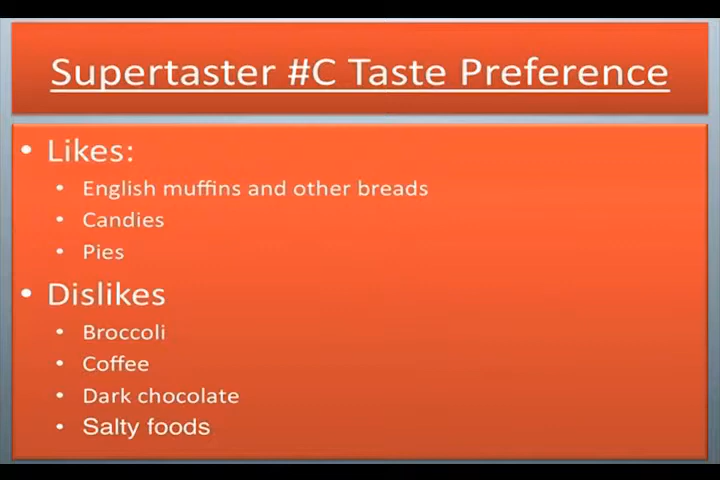 Supertaster #C Taste Preference
• Likes:
• English muffins and other breads
• Candies
• Pies
• Dislikes
• Broccoli
• Coffee
• Dark chocolate
• Salty foods